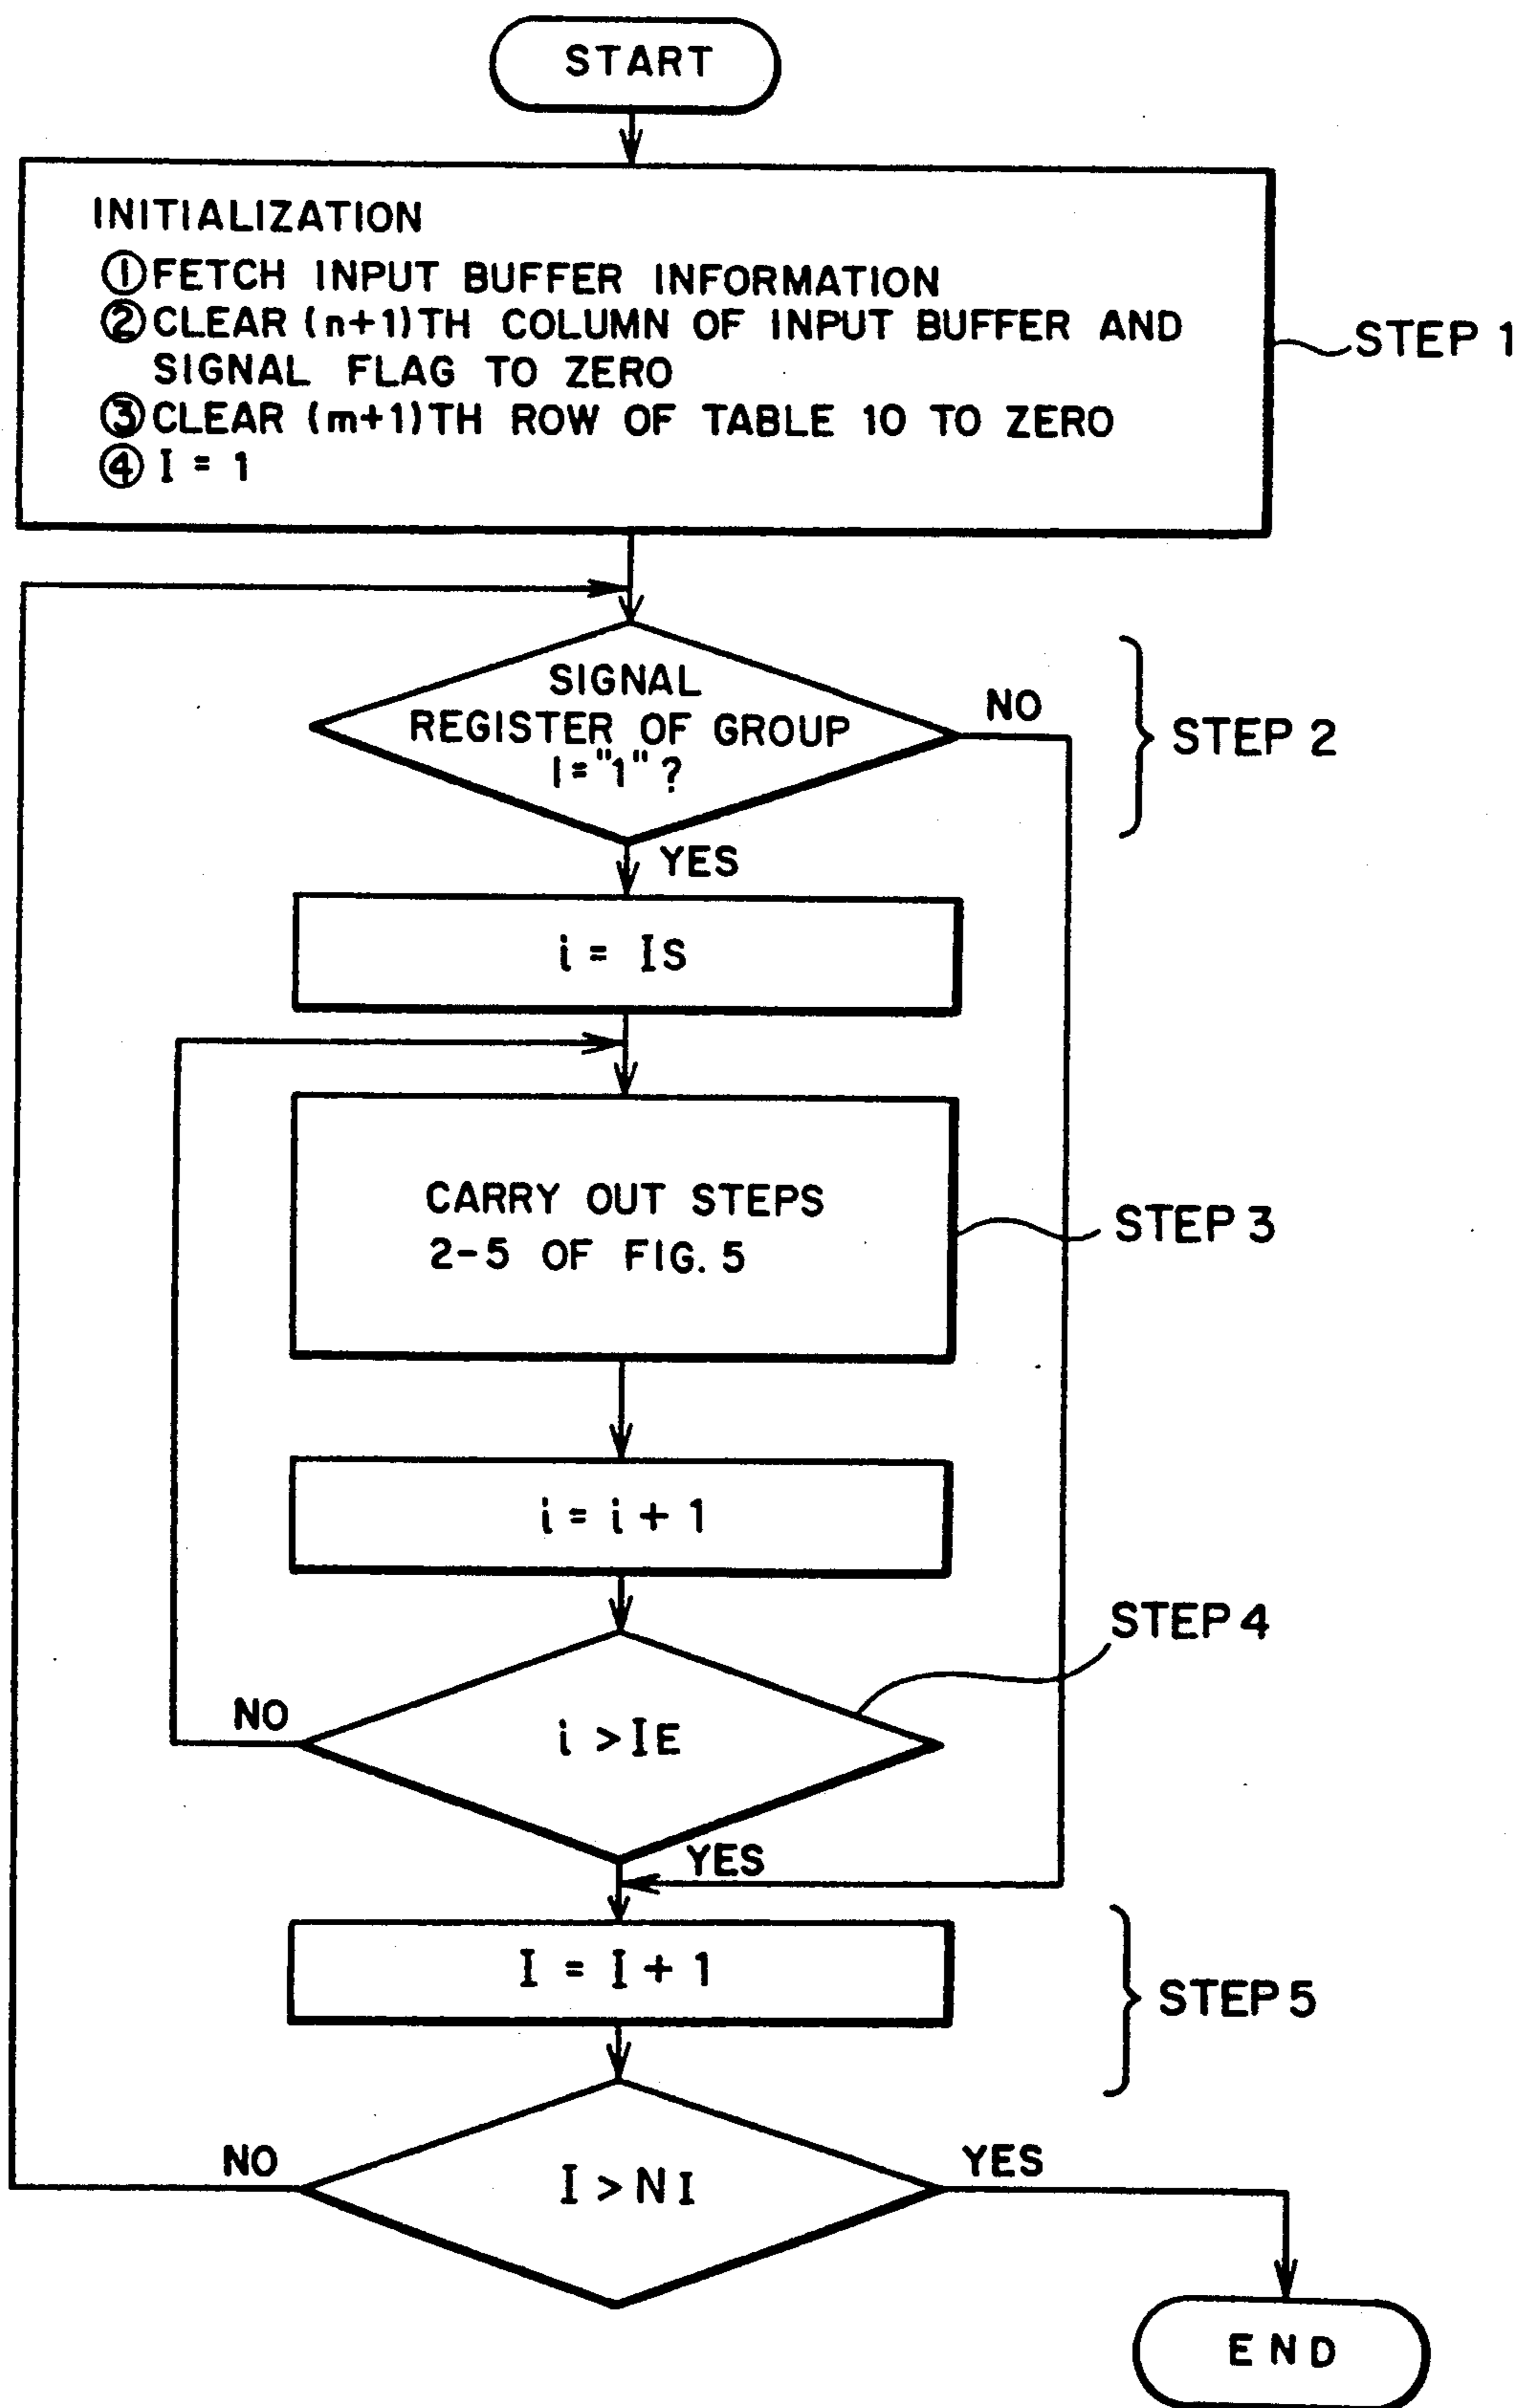 START
INITIALIZATION
①FETCH INPUT BUFFER INFORMATION
②CLEAR (n+1)TH COLUMN OF INPUT BUFFER AND
SIGNAL FLAG TO ZERO
③CLEAR (m+1)TH ROW OF TABLE 10 TO ZERO
④ I = 1
STEP 1
SIGNAL
REGISTER OF GROUP
I="1"?
NO
STEP 2
YES
i = IS
CARRY OUT STEPS
2-5 OF FIG. 5
STEP 3
i = i + 1
STEP 4
NO
i > IE
YES
I = I + 1
STEP 5
NO
I > NI
YES
END